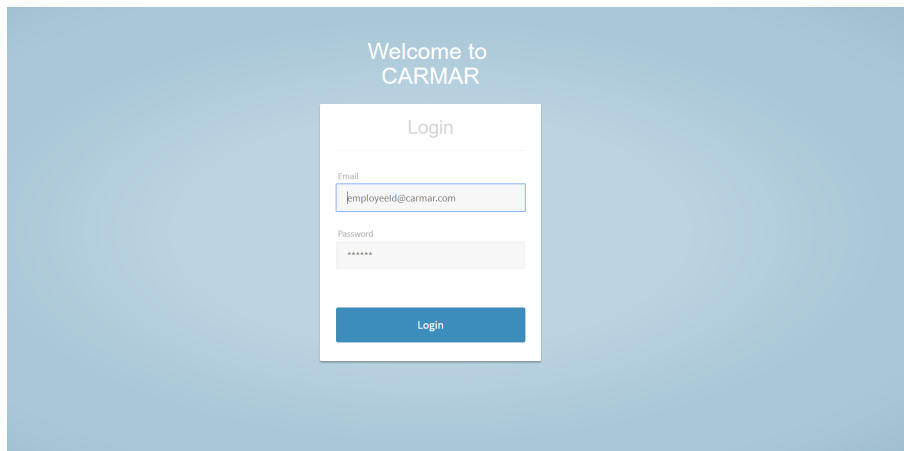 Welcome to
CARMAR
Login
Email
employeeId@carmar.com
Password
******
Login